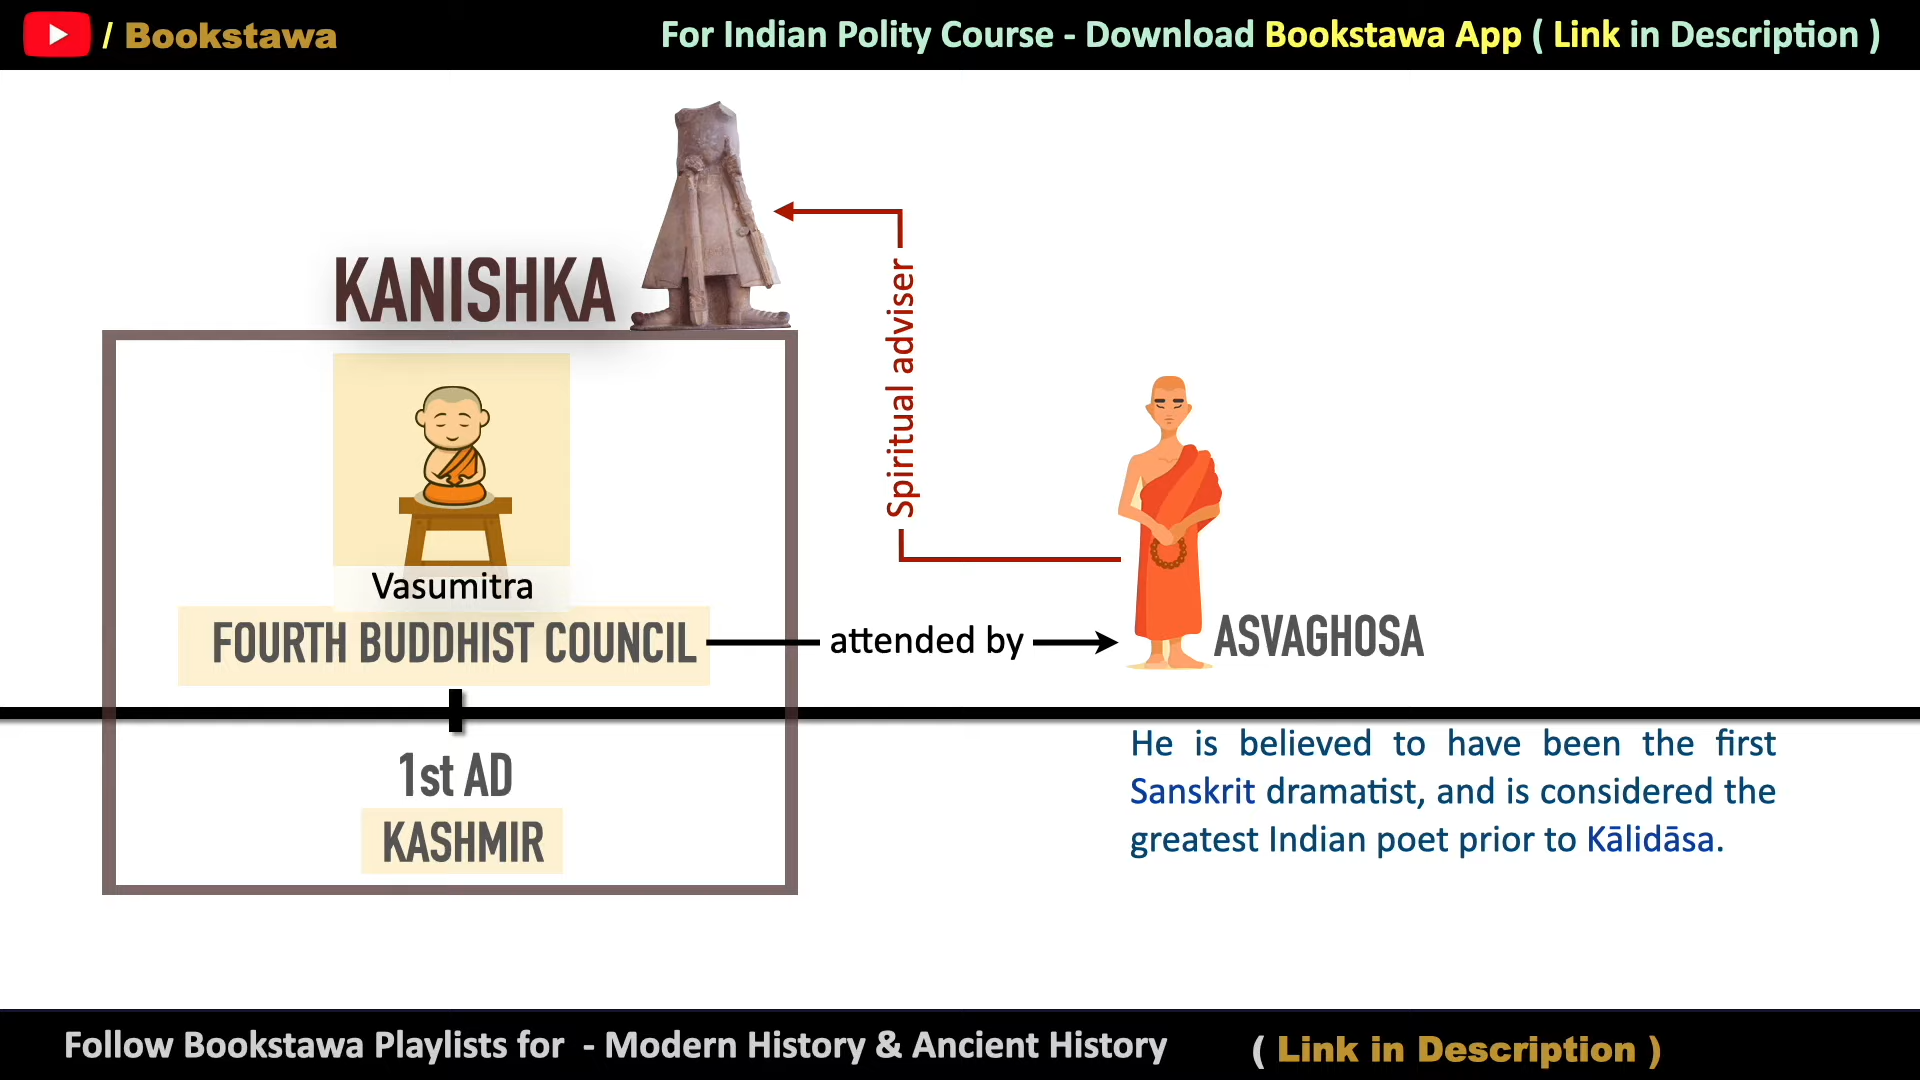 / Bookstawa
For Indian Polity Course - Download Bookstawa App ( Link in Description )
KANISHKA
Spiritual adviser
Vasumitra
FOURTH BUDDHIST COUNCIL
attended by
ASVAGHOSA
1st AD
KASHMIR
He is believed to have been the first
Sanskrit dramatist, and is considered the
greatest Indian poet prior to Kālidāsa.
Follow Bookstawa Playlists for - Modern History & Ancient History ( Link in Description )